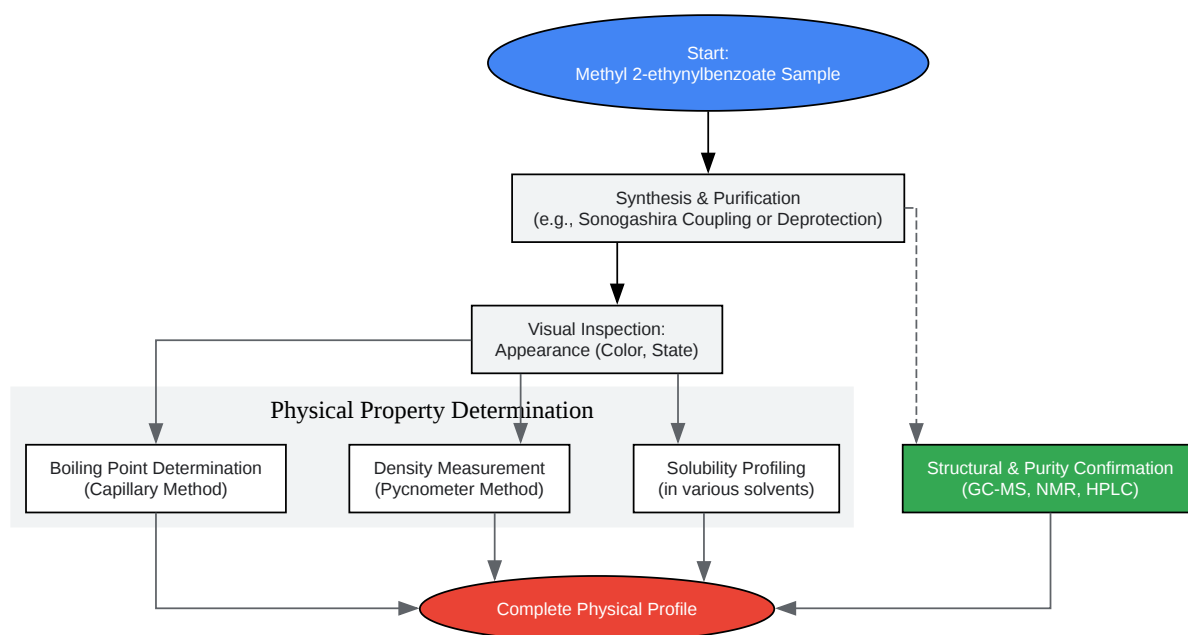 Start:
Methyl 2-ethynylbenzoate Sample
Synthesis & Purification
(e.g., Sonogashira Coupling or Deprotection)
Visual Inspection:
Appearance (Color, State)
Physical Property Determination
Boiling Point Determination
(Capillary Method)
Density Measurement
(Pycnometer Method)
Solubility Profiling
(in various solvents)
Structural & Purity Confirmation
(GC-MS, NMR, HPLC)
Complete Physical Profile